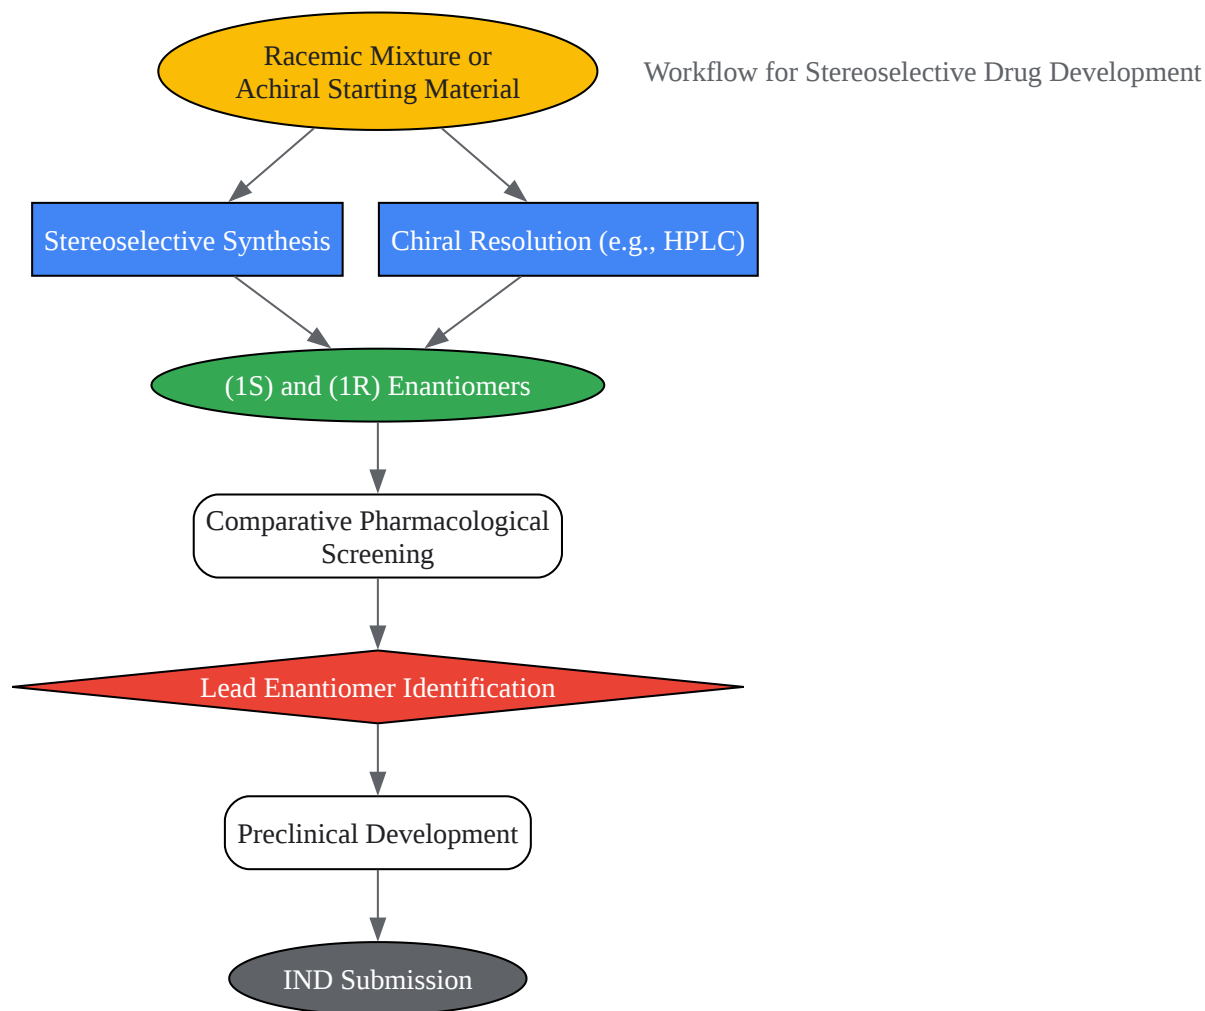 Racemic Mixture or
Achiral Starting Material
Workflow for Stereoselective Drug Development
Stereoselective Synthesis
Chiral Resolution (e.g., HPLC)
(1S) and (1R) Enantiomers
Comparative Pharmacological
Screening
Lead Enantiomer Identification
Preclinical Development
IND Submission